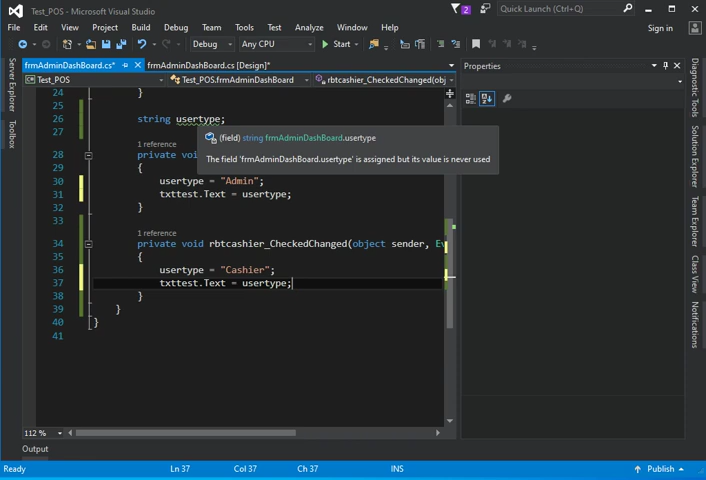 Test_POS - Microsoft Visual Studio
2
Quick Launch (Ctrl+Q)
File Edit View Project Build Debug Team Tools Test Analyze Window Help
Sign in
Debug Any CPU Start
frmAdminDashBoard.cs*
frmAdminDashBoard.cs [Design]*
Test_POS
Test_POS.frmAdminDashBoard
rbtcashier_CheckedChanged(obj
24 }
25
26 string usertype;
27
(field) string frmAdminDashBoard.usertype
The field 'frmAdminDashBoard.usertype' is assigned but its value is never used
1 reference
28 private voi
29 {
30 usertype = "Admin";
31 txttest.Text = usertype;
32 }
33
1 reference
34 private void rbtcashier_CheckedChanged(object sender, Ev
35 {
36 usertype = "Cashier";
37 txttest.Text = usertype;
38 }
39 }
40 }
41
112 %
Output
Ready
Ln 37
Col 37
Ch 37
INS
Publish
Server Explorer
Toolbox
Properties
Diagnostic Tools
Solution Explorer
Team Explorer
Class View
Notifications